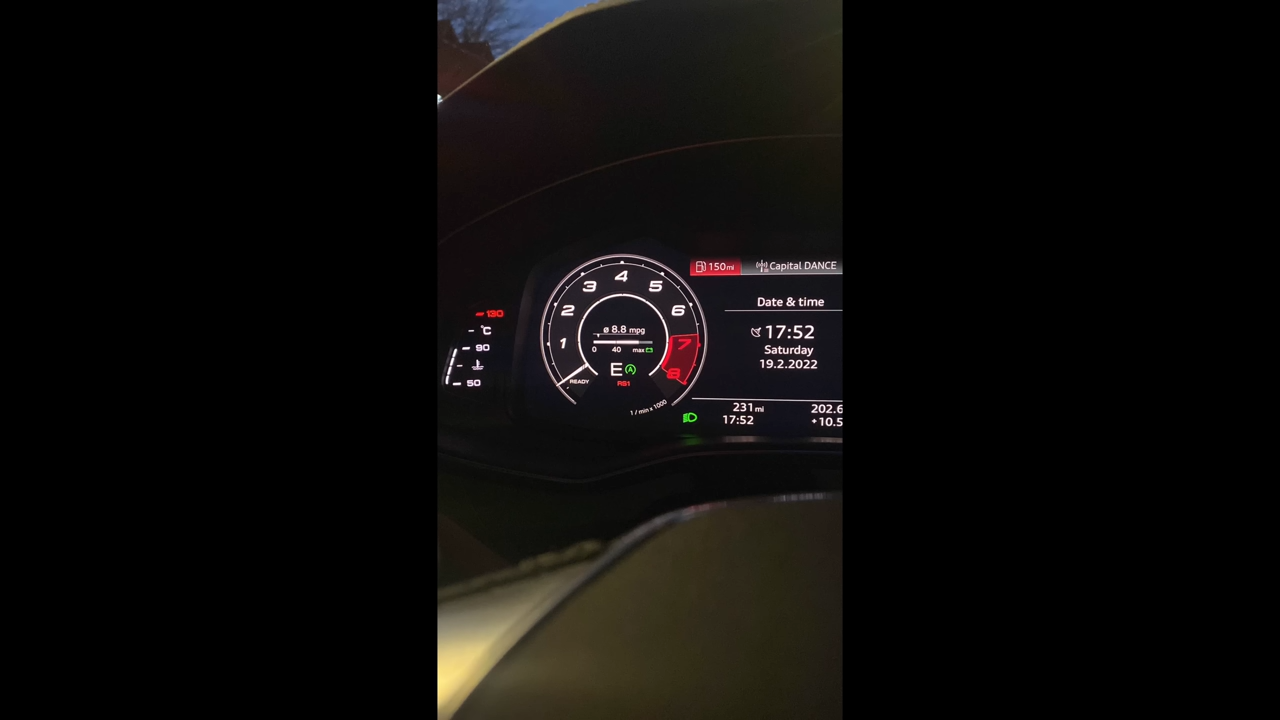 150mi
Capital DANCE
130
°C
90
50
1
2
3
4
5
6
7
8
ø 8.8 mpg
0 40 max
E A
READY
RS1
1 / min x 1000
Date & time
17:52
Saturday
19.2.2022
231mi
17:52
202.6
+10.5